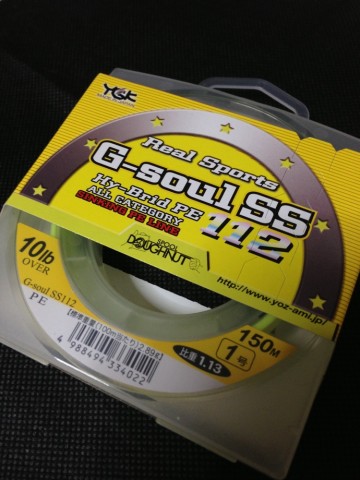 YGK
Real Sports
G-soul SS
112
Hy-Brid PE
ALL CATEGORY
SINKING PE LINE
SPOOL
DOUGHNUT
http://www.yoz-ami.jp/
10lb
OVER
G-soul SS112
PE
150M
1号
比重1.13
4 988494 334022